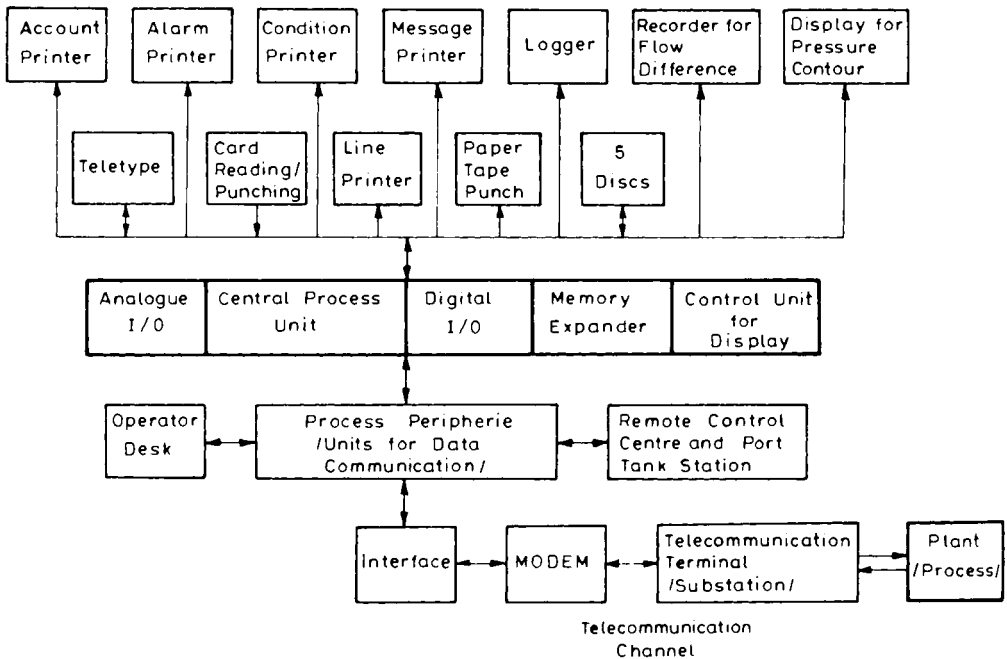 Account
Printer
Alarm
Printer
Condition
Printer
Message
Printer
Logger
Recorder for
Flow
Difference
Display for
Pressure
Contour
Teletype
Card
Reading/
Punching
Line
Printer
Paper
Tape
Punch
5
Discs
Analogue
I/O
Central Process
Unit
Digital
I/O
Memory
Expander
Control Unit
for
Display
Operator
Desk
Process Peripherie
/Units for Data
Communication/
Remote Control
Centre and Port
Tank Station
Interface
MODEM
Telecommunication
Terminal
/Substation/
Plant
/Process/
Telecommunication
Channel